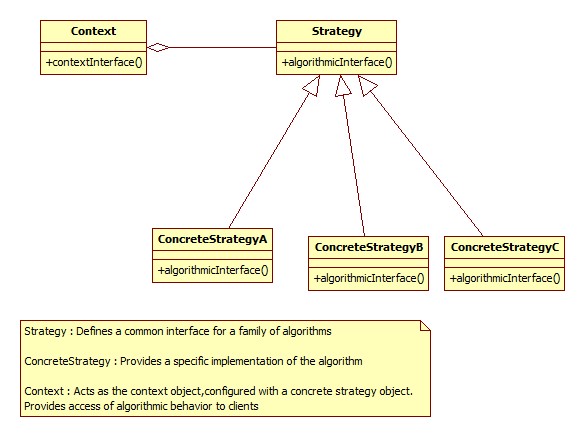 Context
+contextInterface()
Strategy
+algorithmicInterface()
ConcreteStrategyA
+algorithmicInterface()
ConcreteStrategyB
+algorithmicInterface()
ConcreteStrategyC
+algorithmicInterface()
Strategy : Defines a common interface for a family of algorithms
ConcreteStrategy : Provides a specific implementation of the algorithm
Context : Acts as the context object,configured with a concrete strategy object.
Provides access of algorithmic behavior to clients